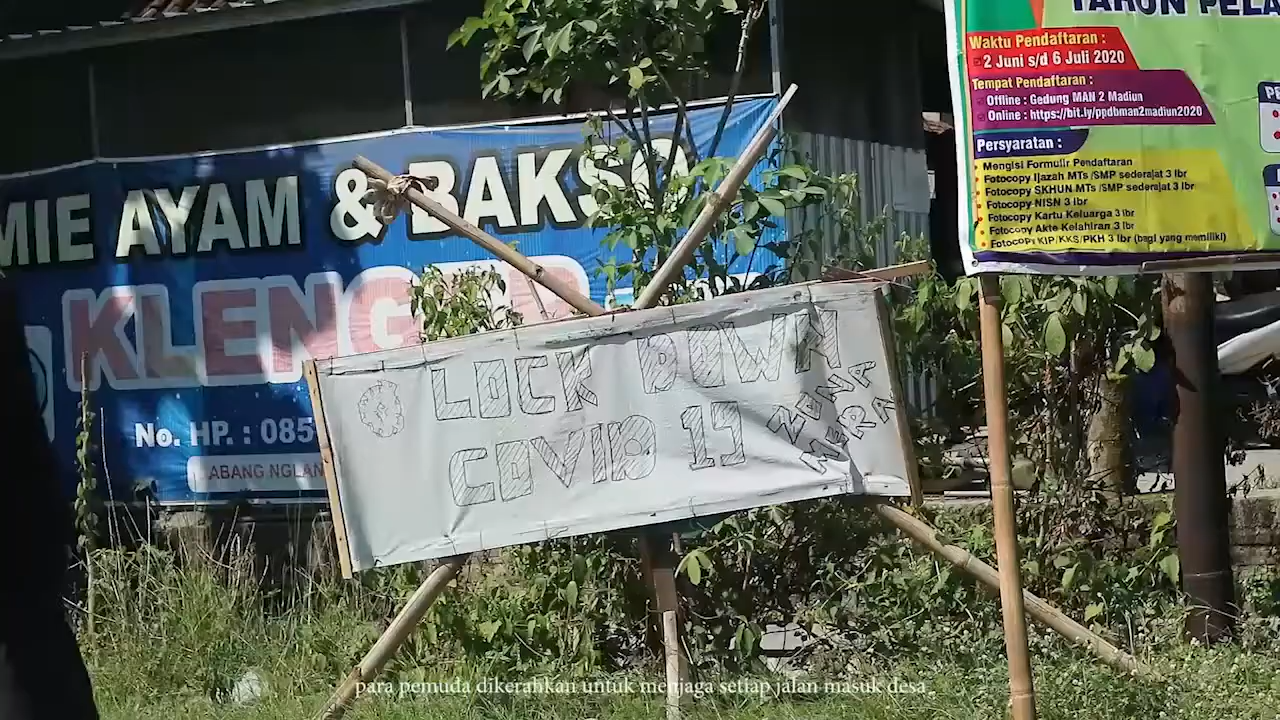 MIE AYAM & BAKSO
No. HP. : 085
ABANG NGLAN
LOCK DOWN
COVID 19
ZONA
MERA
TAHUN PELA
Waktu Pendaftaran :
2 Juni s/d 6 Juli 2020
Tempat Pendaftaran :
Offline : Gedung MAN 2 Madiun
Online : https://bit.ly/ppdbman2madiun2020
Persyaratan :
Mengisi Formulir Pendaftaran
Fotocopy Ijazah MTs /SMP sederajat 3 lbr
Fotocopy SKHUN MTs /SMP sederajat 3 lbr
Fotocopy NISN 3 lbr
Fotocopy Kartu Keluarga 3 lbr
Fotocopy Akte Kelahiran 3 lbr
Fotocopy KIP/KKS/PKH 3 lbr (bagi yang memiliki)
para pemuda dikerahkan untuk menjaga setiap jalan masuk desa